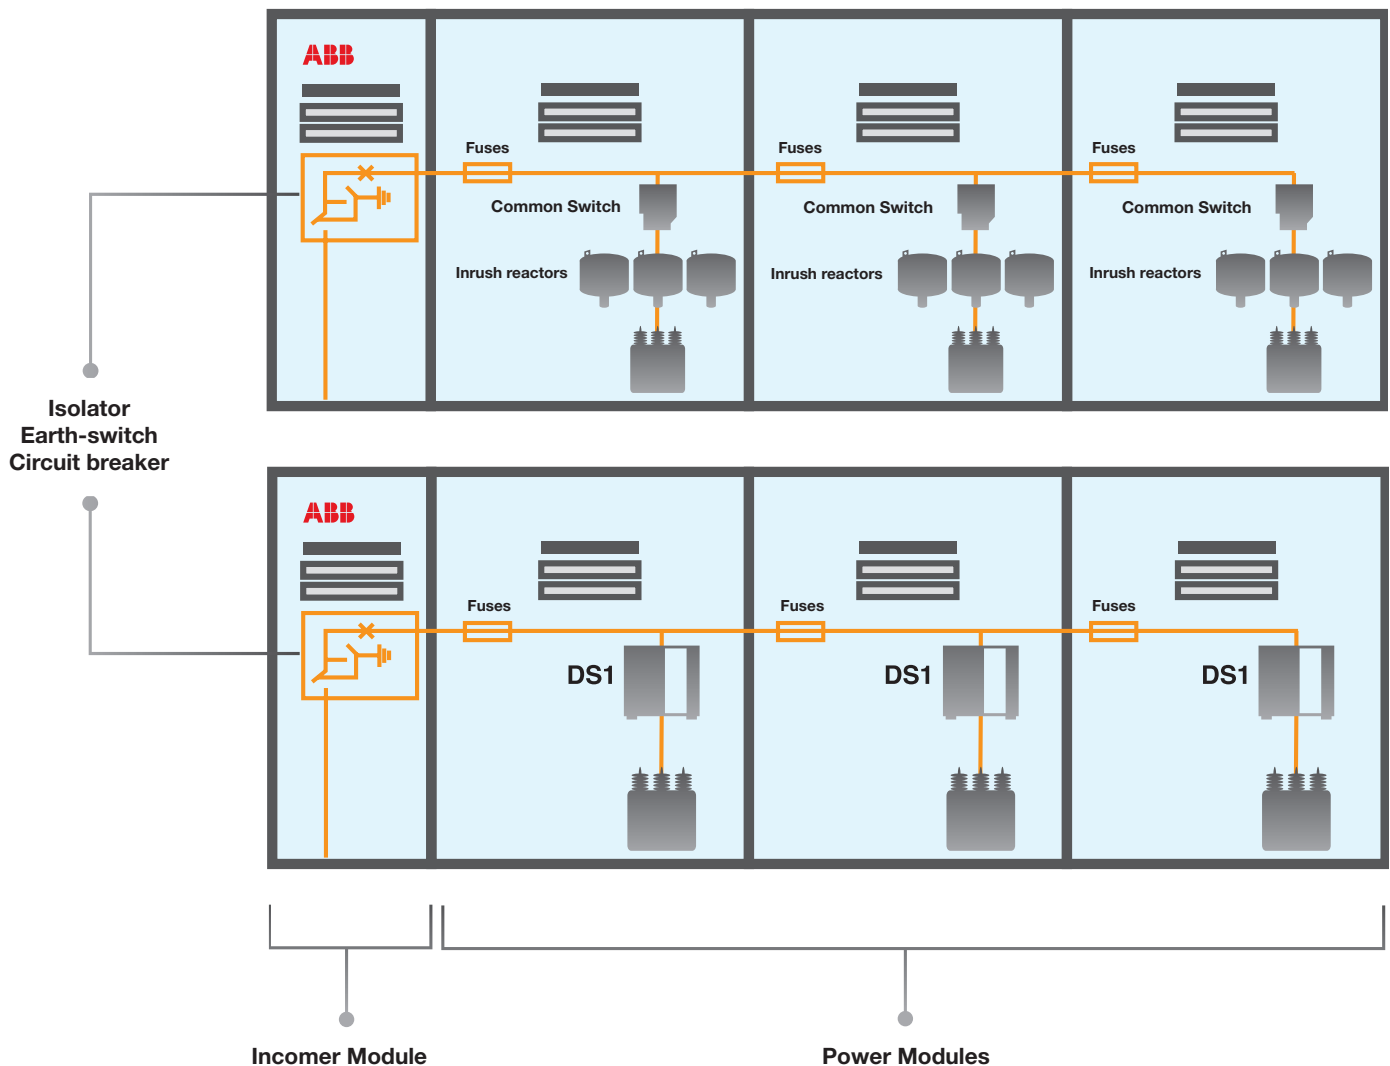 ABB
Fuses
Fuses
Fuses
Common Switch
Common Switch
Common Switch
Inrush reactors
Inrush reactors
Inrush reactors
Isolator
Earth-switch
Circuit breaker
ABB
Fuses
Fuses
Fuses
DS1
DS1
DS1
Incomer Module
Power Modules